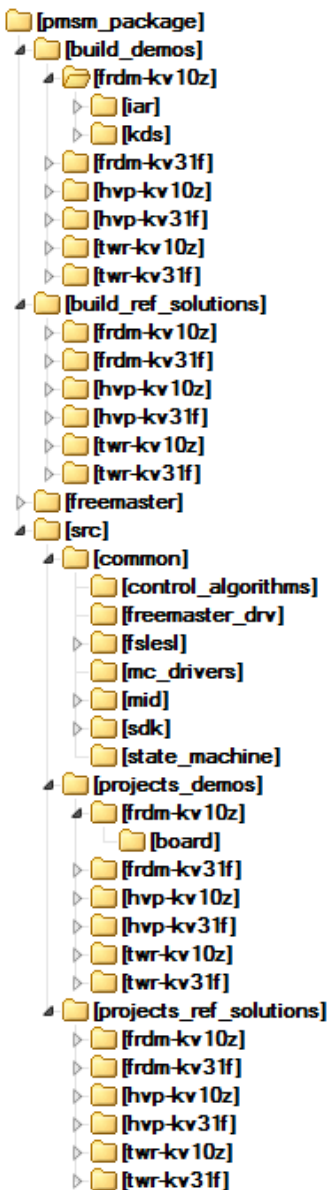 [pmsm_package]
[build_demos]
[frdm-kv10z]
[iar]
[kds]
[frdm-kv31f]
[hvp-kv10z]
[hvp-kv31f]
[twr-kv10z]
[twr-kv31f]
[build_ref_solutions]
[frdm-kv10z]
[frdm-kv31f]
[hvp-kv10z]
[hvp-kv31f]
[twr-kv10z]
[twr-kv31f]
[freemaster]
[src]
[common]
[control_algorithms]
[freemaster_drv]
[fslesl]
[mc_drivers]
[mid]
[sdk]
[state_machine]
[projects_demos]
[frdm-kv10z]
[board]
[frdm-kv31f]
[hvp-kv10z]
[hvp-kv31f]
[twr-kv10z]
[twr-kv31f]
[projects_ref_solutions]
[frdm-kv10z]
[frdm-kv31f]
[hvp-kv10z]
[hvp-kv31f]
[twr-kv10z]
[twr-kv31f]